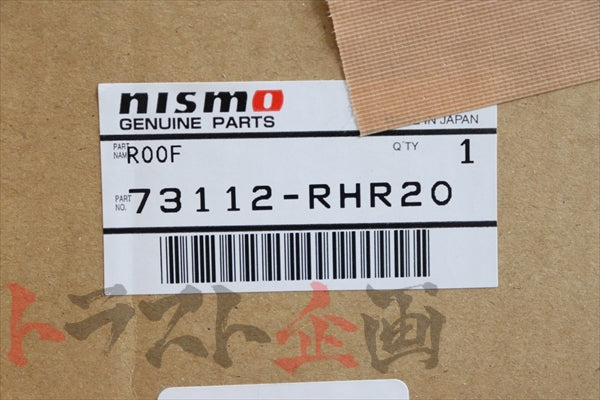 nismo
GENUINE PARTS
IN JAPAN
PART NAME ROOF Q'TY 1
PART NO. 73112-RHR20
トラスト企画